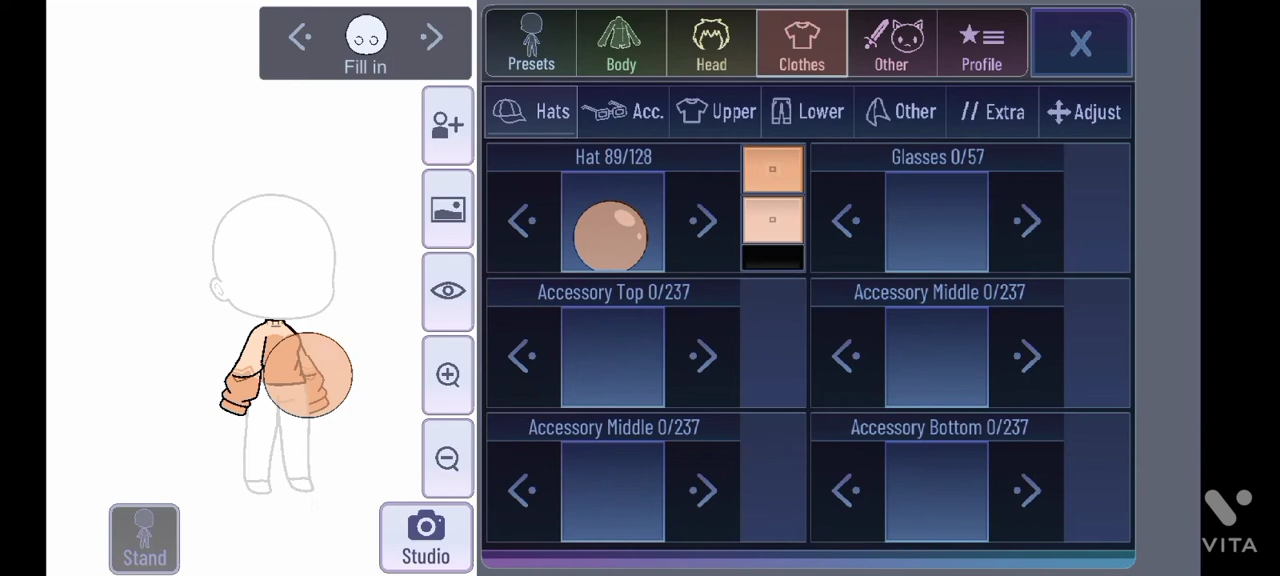 Fill in
Presets
Body
Head
Clothes
Other
Profile
X
Hats
Acc.
Upper
Lower
Other
Extra
Adjust
Hat 89/128
Glasses 0/57
Accessory Top 0/237
Accessory Middle 0/237
Accessory Middle 0/237
Accessory Bottom 0/237
Stand
Studio
VITA